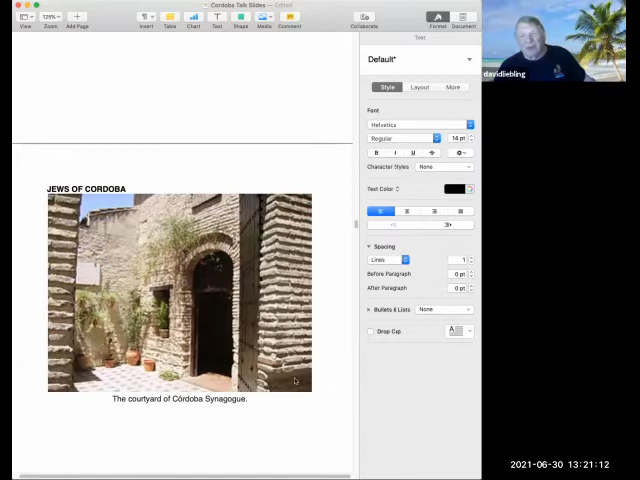 Cordoba Talk Slides — Edited
125%
View Zoom Add Page Insert Table Chart Text Shape Media Comment Collaborate Format Document
Text
Default*
davidliebling
Style Layout More
Font
Helvetica
Regular 14 pt
B I U
Character Styles None
Text Color
JEWS OF CORDOBA
Spacing
Lines 1
Before Paragraph 0 pt
After Paragraph 0 pt
Bullets & Lists None
Drop Cap
The courtyard of Córdoba Synagogue.
2021-06-30 13:21:12